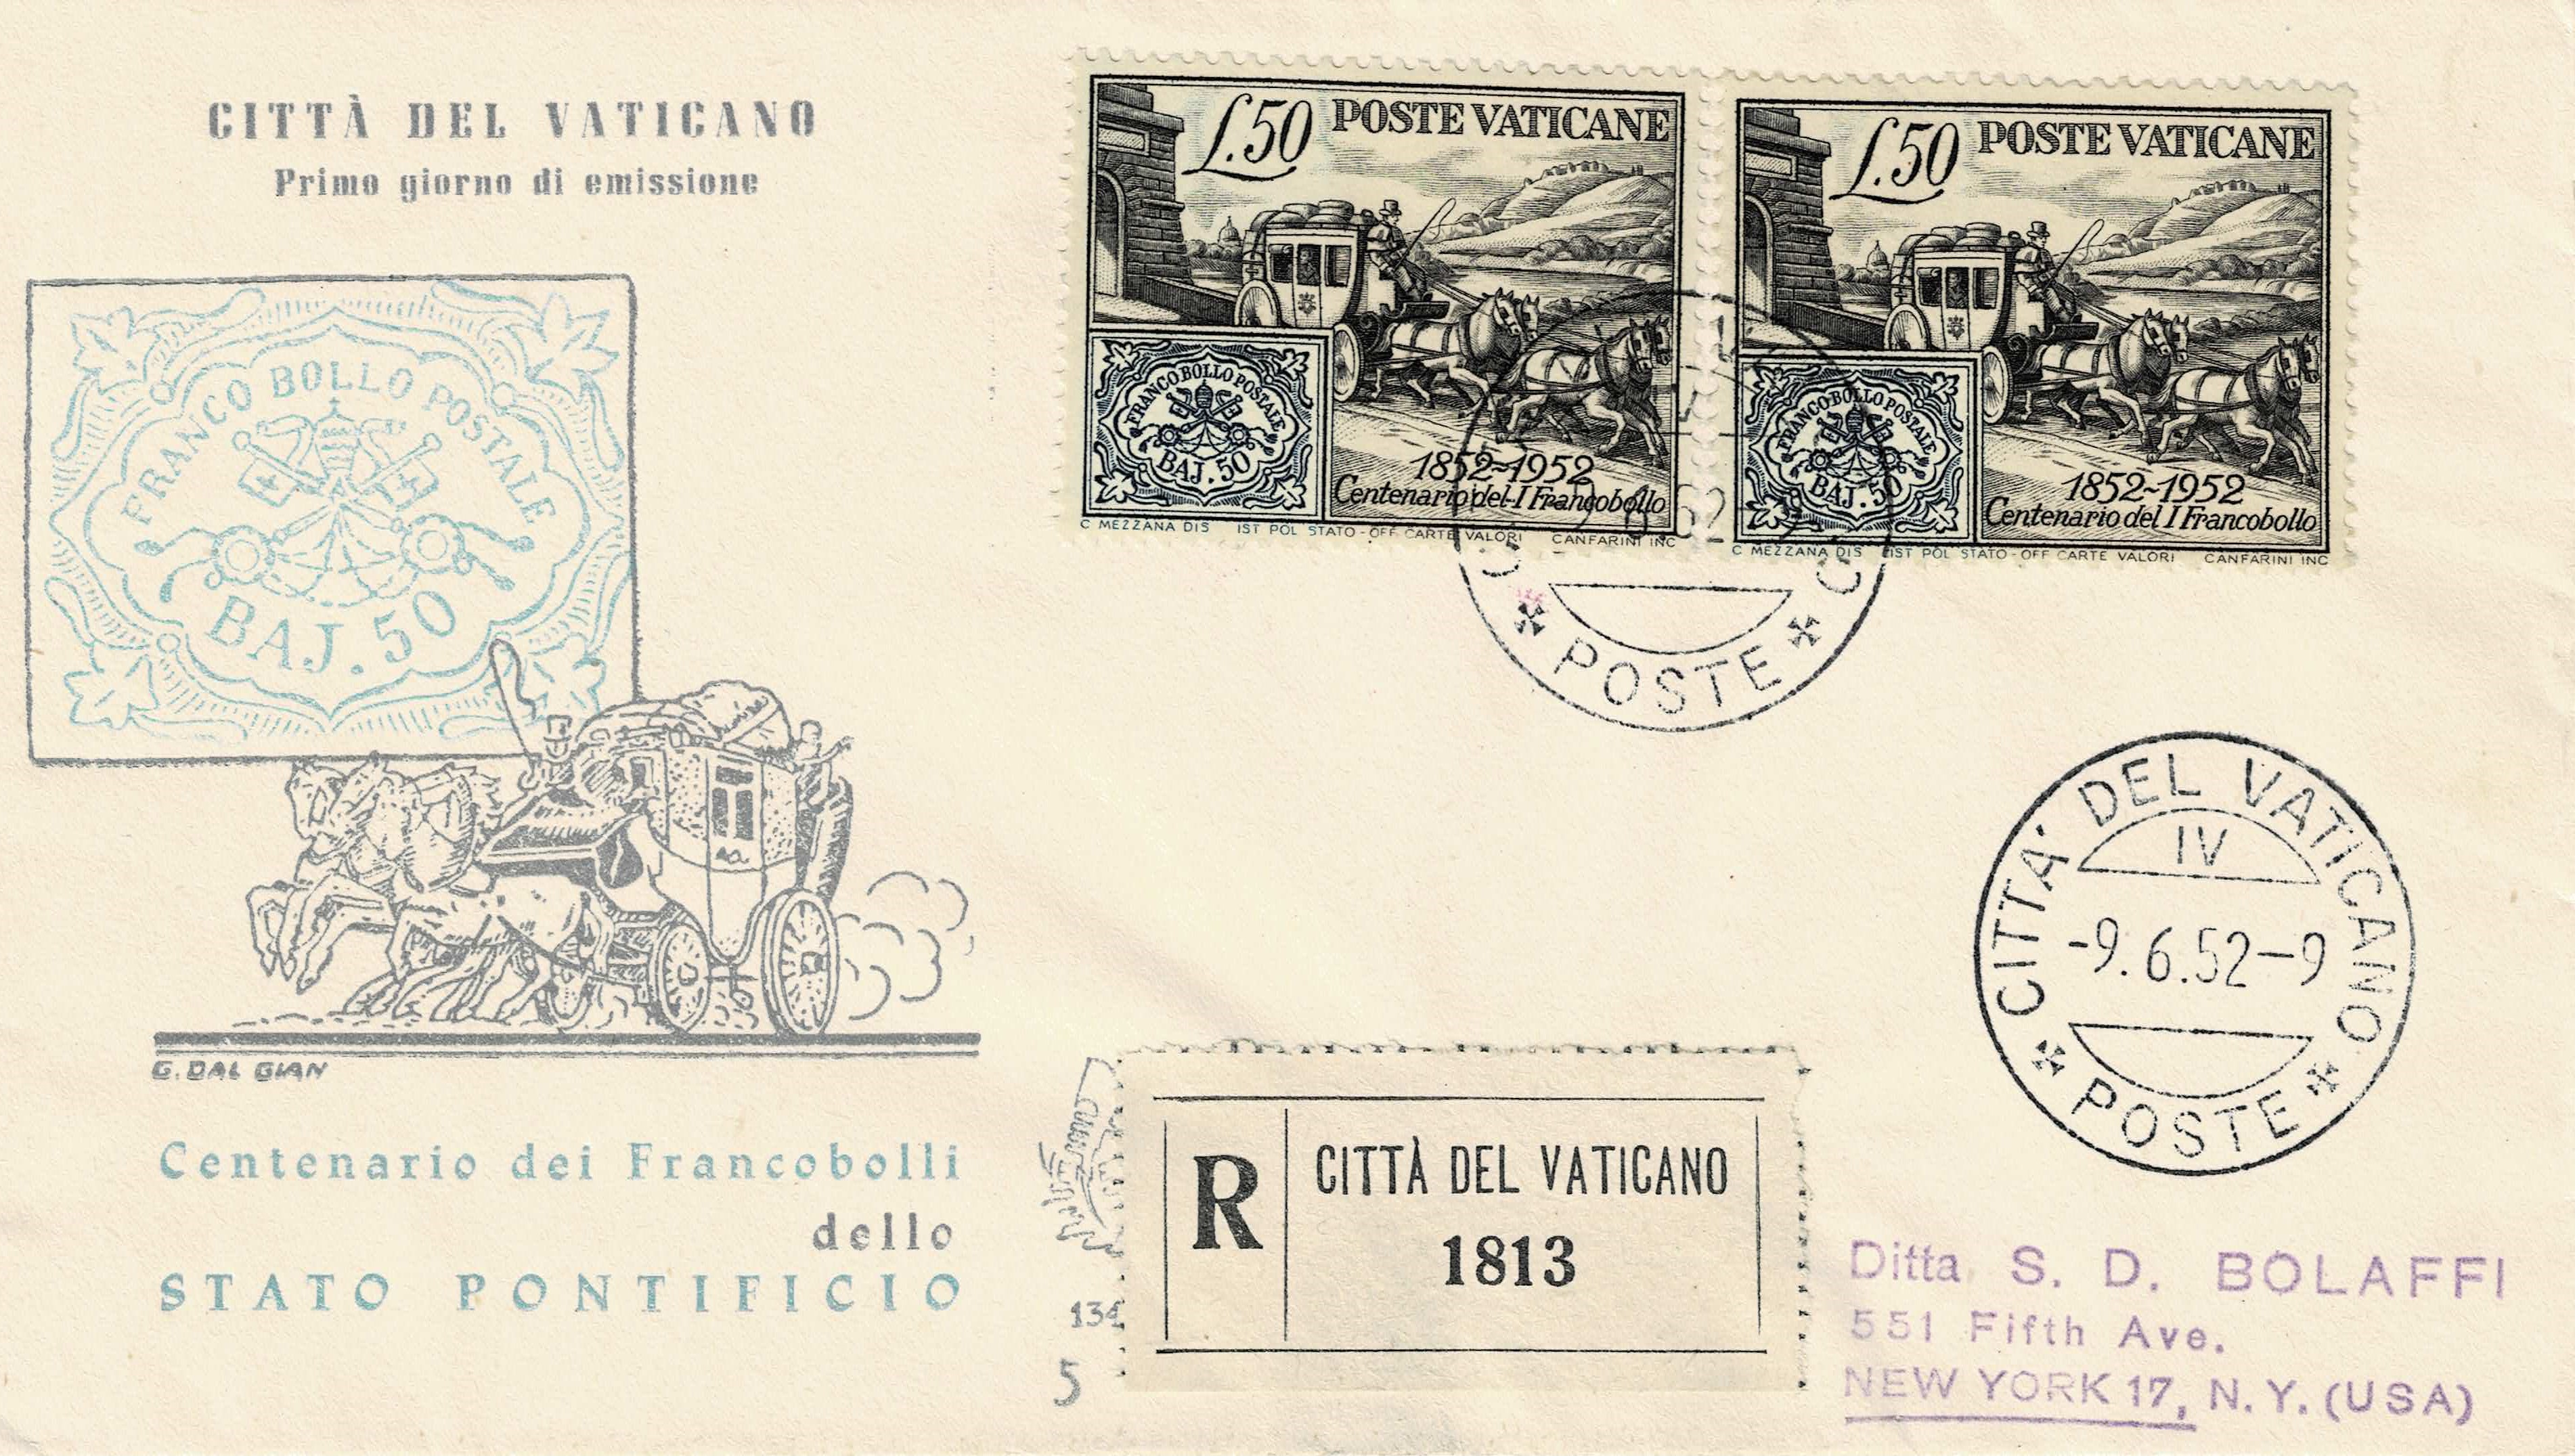 CITTÀ DEL VATICANO
Primo giorno di emissione
FRANCO BOLLO POSTALE
BAJ. 50
G. DAL GIAN
Centenario dei Francobolli
dello
STATO PONTIFICIO
L.50 POSTE VATICANE
FRANCO BOLLO POSTALE
BAJ. 50
1852-1952
Centenario del I Francobollo
C MEZZANA DIS IST POL STATO-OFF CARTE VALORI CANFARINI INC
L.50 POSTE VATICANE
FRANCO BOLLO POSTALE
BAJ. 50
1852-1952
Centenario del I Francobollo
C MEZZANA DIS IST POL STATO-OFF CARTE VALORI CANFARINI INC
POSTE
CITTA' DEL VATICANO
IV
-9.6.52-9
POSTE
R
CITTÀ DEL VATICANO
1813
5
Ditta S. D. BOLAFFI
551 Fifth Ave.
NEW YORK 17, N.Y. (USA)